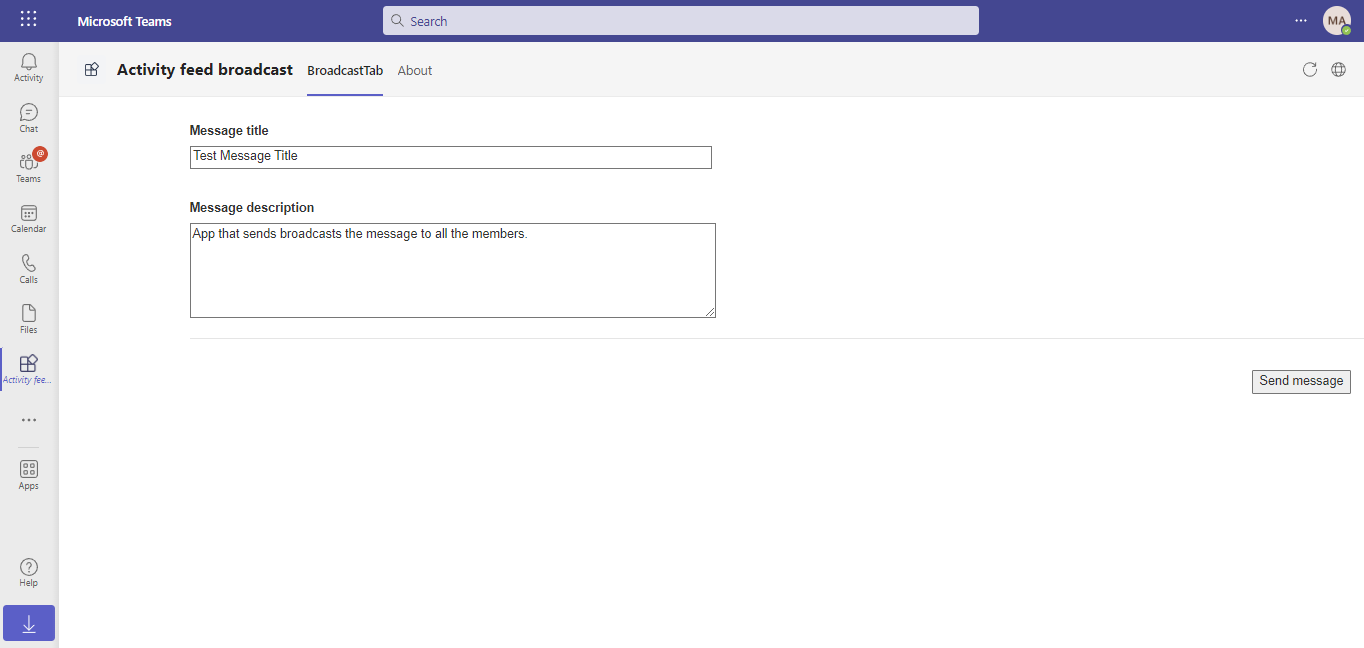 Microsoft Teams
Search
MA
Activity
Chat
@
Teams
Calendar
Calls
Files
Activity fee...
Apps
Help
Activity feed broadcast
BroadcastTab
About
Message title
Test Message Title
Message description
App that sends broadcasts the message to all the members.
Send message